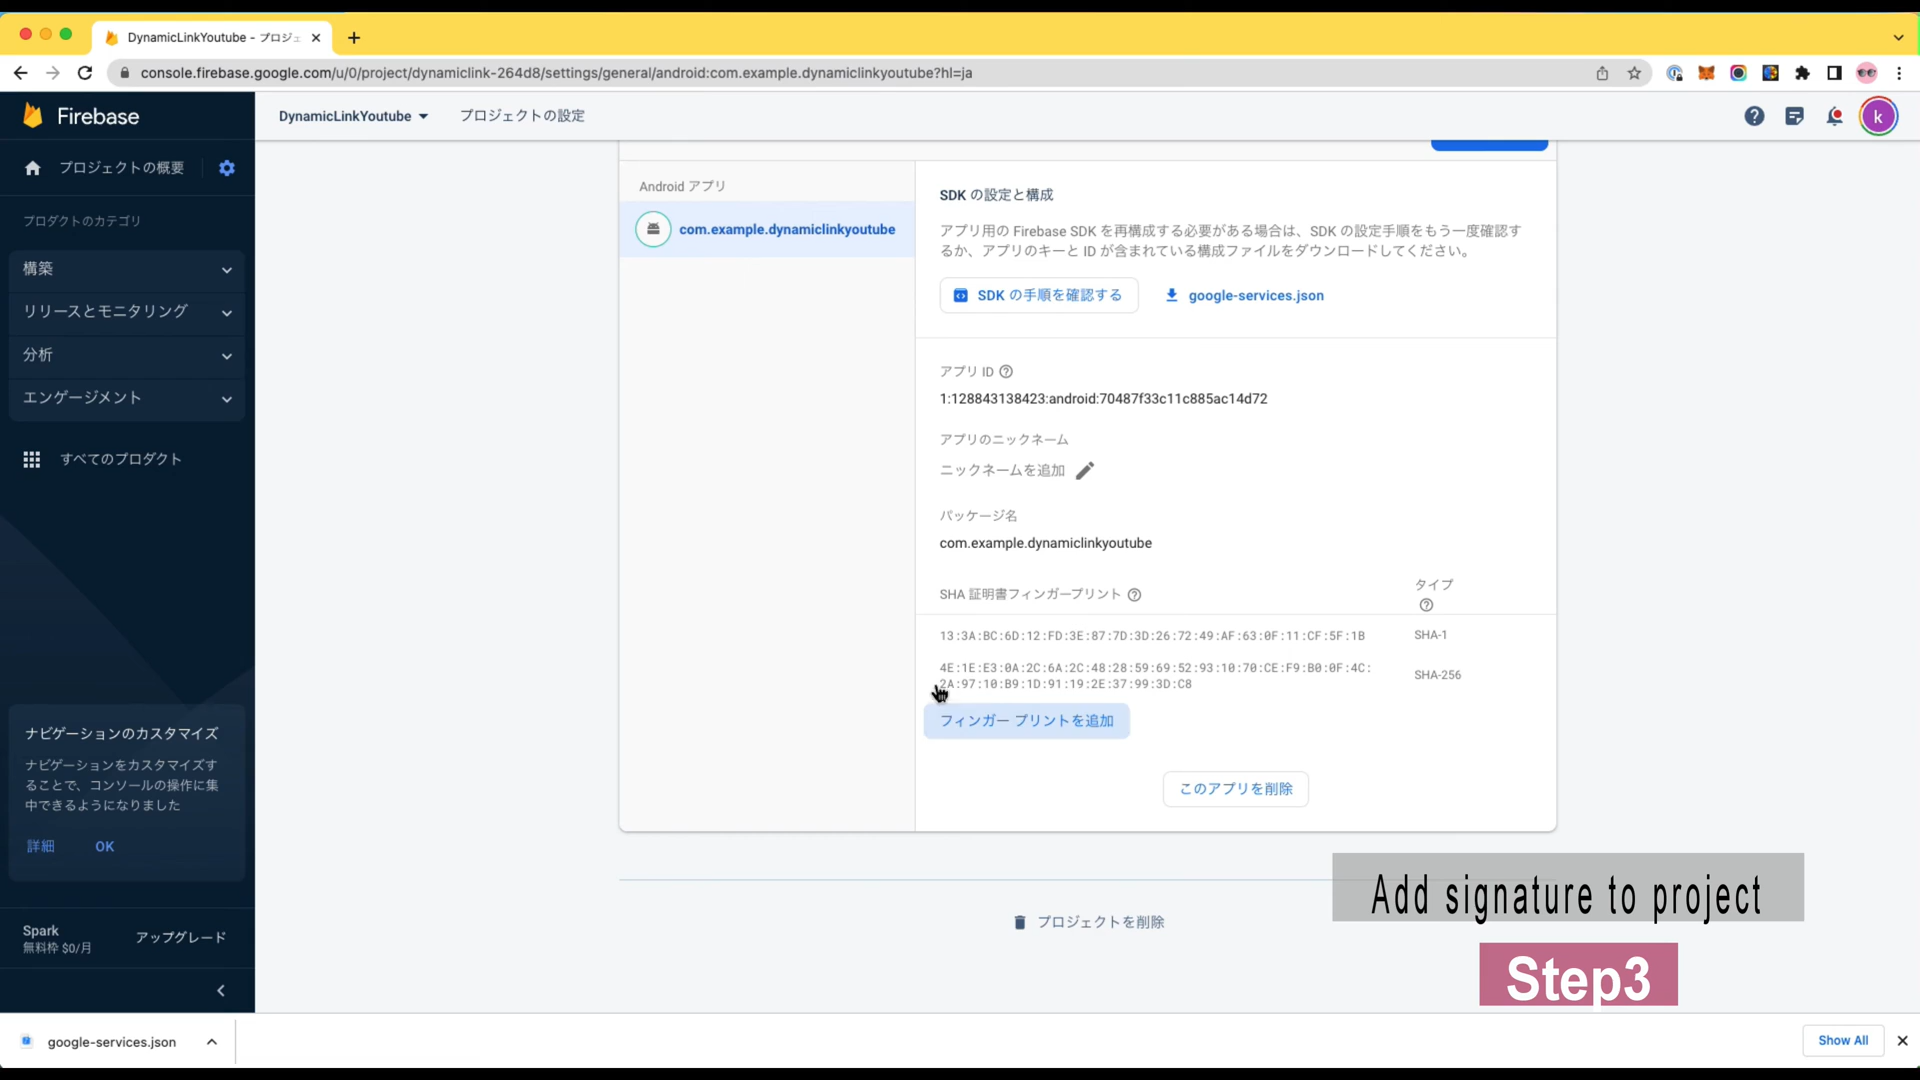 DynamicLinkYoutube - プロジェ
console.firebase.google.com/u/0/project/dynamiclink-264d8/settings/general/android:com.example.dynamiclinkyoutube?hl=ja
Firebase
DynamicLinkYoutube
プロジェクトの設定
k
プロジェクトの概要
プロダクトのカテゴリ
構築
リリースとモニタリング
分析
エンゲージメント
すべてのプロダクト
ナビゲーションのカスタマイズ
ナビゲーションをカスタマイズす
ることで、コンソールの操作に集
中できるようになりました
詳細
OK
Spark
無料枠 $0/月
アップグレード
Android アプリ
com.example.dynamiclinkyoutube
SDK の設定と構成
アプリ用の Firebase SDK を再構成する必要がある場合は、SDK の設定手順をもう一度確認す
るか、アプリのキーと ID が含まれている構成ファイルをダウンロードしてください。
SDK の手順を確認する
google-services.json
アプリ ID
1:128843138423:android:70487f33c11c885ac14d72
アプリのニックネーム
ニックネームを追加
パッケージ名
com.example.dynamiclinkyoutube
SHA 証明書フィンガープリント
タイプ
13:3A:BC:6D:12:FD:3E:87:7D:3D:26:72:49:AF:63:0F:11:CF:5F:1B
SHA-1
4E:1E:E3:0A:2C:6A:2C:48:28:59:69:52:93:10:70:CE:F9:B0:0F:4C:
2A:97:10:B9:1D:91:19:2E:37:99:3D:C8
SHA-256
フィンガー プリントを追加
このアプリを削除
プロジェクトを削除
Add signature to project
Step3
google-services.json
Show All